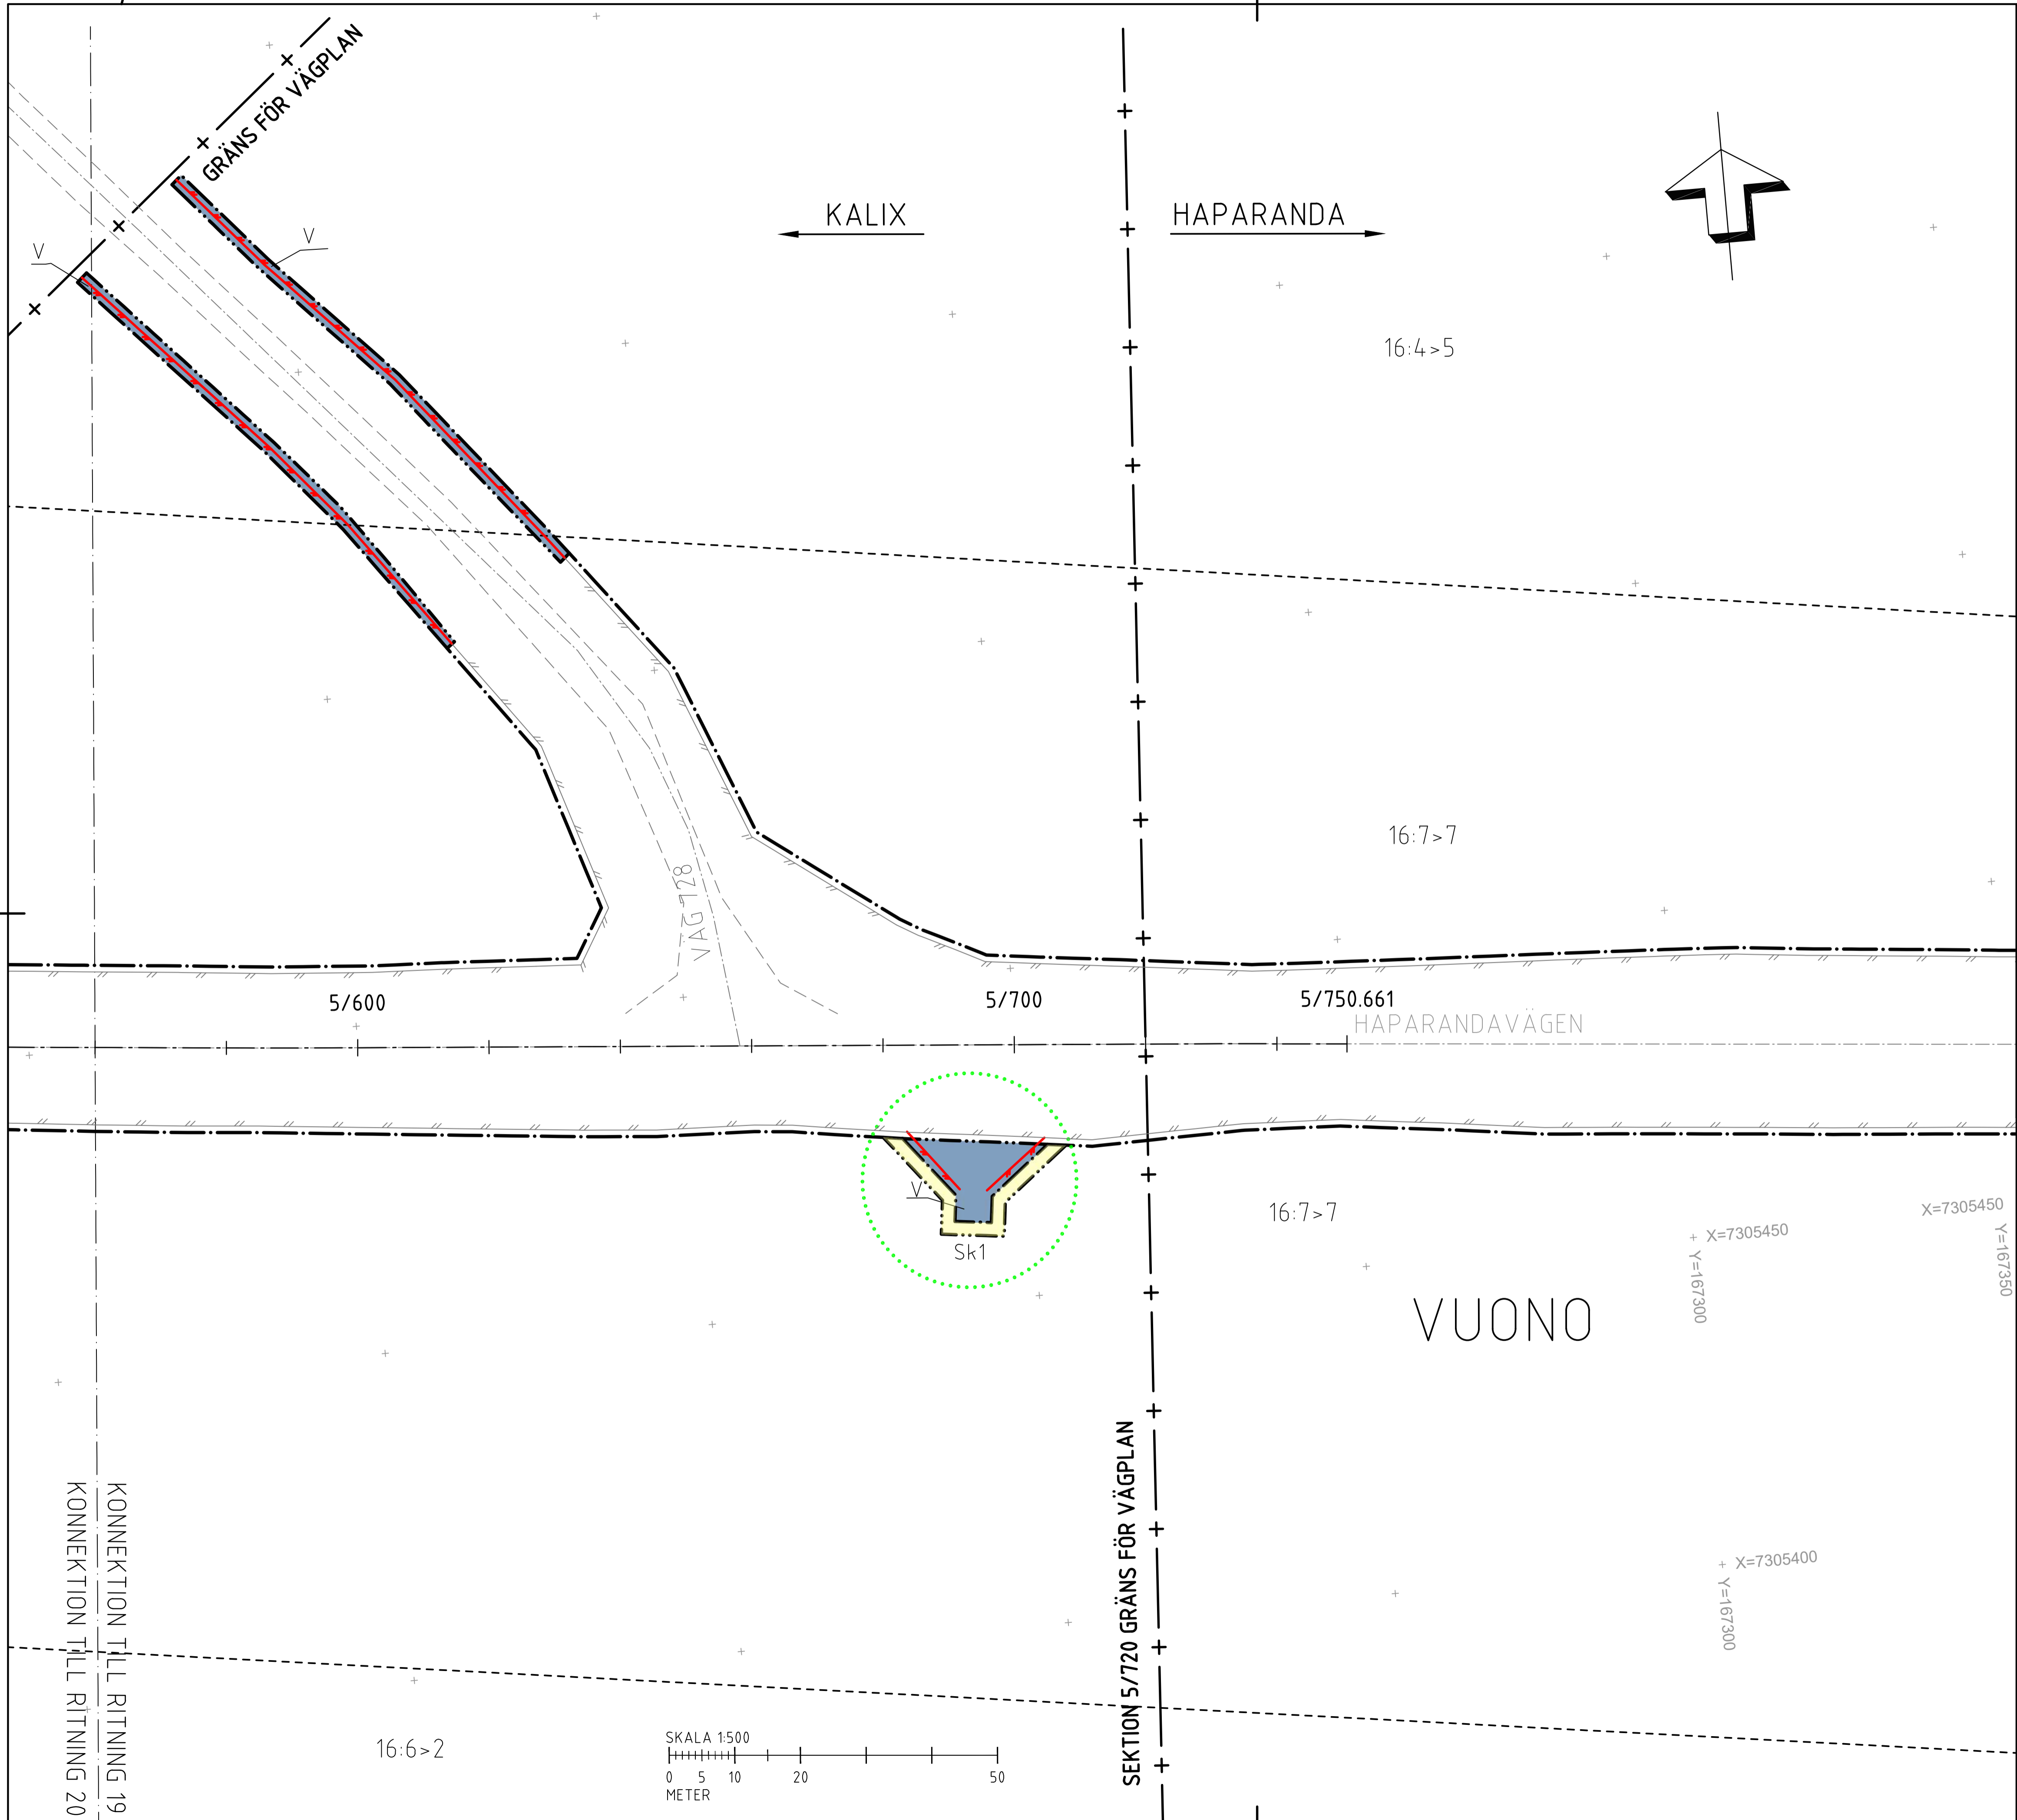 GRÄNS FÖR VÄGPLAN
KALIX
HAPARANDA
V
V
16:4>5
16:7>7
VÄG 728
5/600
5/700
5/750.661
HAPARANDAVÄGEN
V
Sk1
16:7>7
X=7305450
Y=167300
X=7305450
Y=167350
VUONO
SEKTION 5/720 GRÄNS FÖR VÄGPLAN
X=7305400
Y=167300
KONNEKTION TILL RITNING 19
KONNEKTION TILL RITNING 20
16:6>2
SKALA 1:500
0 5 10 20 50
METER